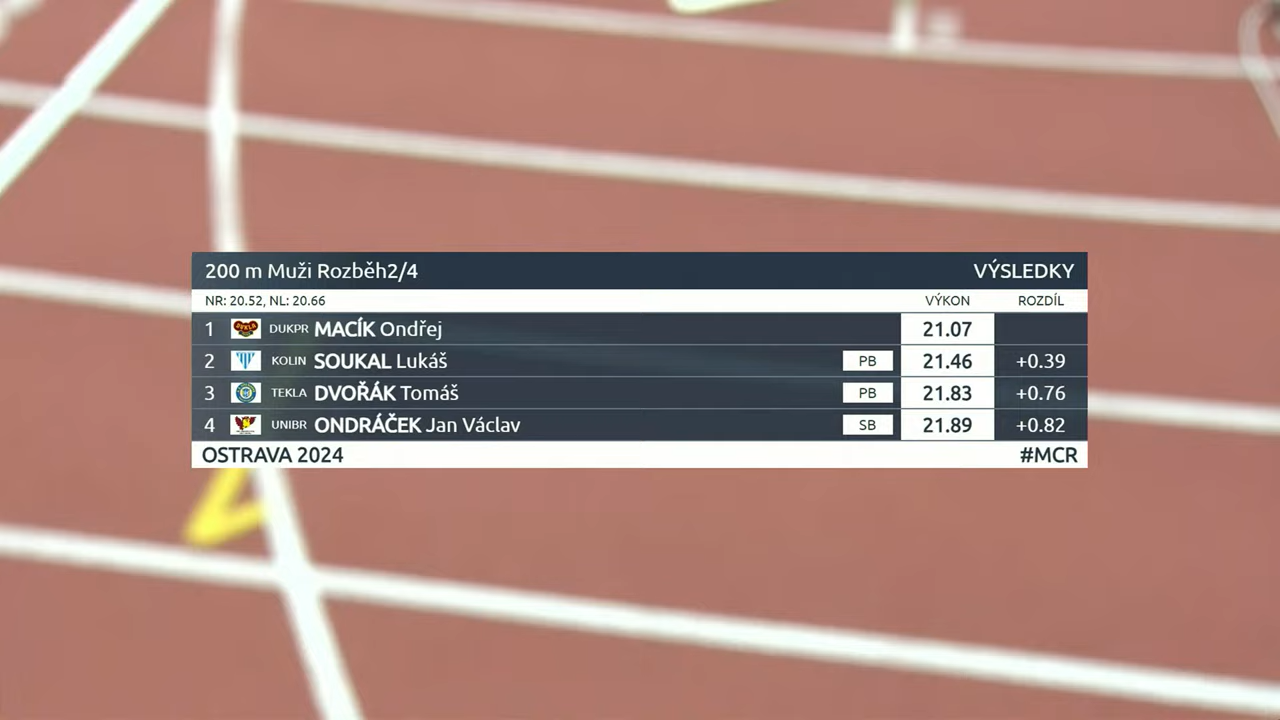 200 m Muži Rozběh2/4 VÝSLEDKY
NR: 20.52, NL: 20.66 VÝKON ROZDÍL
1 DUKLA DUKPR MACÍK Ondřej 21.07
2 KOLIN SOUKAL Lukáš PB 21.46 +0.39
3 TEKLA DVOŘÁK Tomáš PB 21.83 +0.76
4 UNIBR ONDRÁČEK Jan Václav SB 21.89 +0.82
OSTRAVA 2024 #MCR